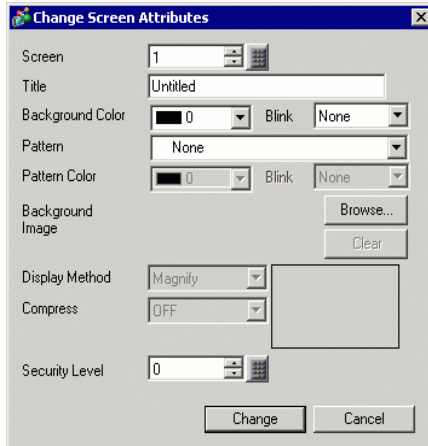 Change Screen Attributes
Screen 1
Title Untitled
Background Color 0 Blink None
Pattern None
Pattern Color 0 Blink None
Background
Image
Browse...
Clear
Display Method Magnify
Compress OFF
Security Level 0
Change Cancel